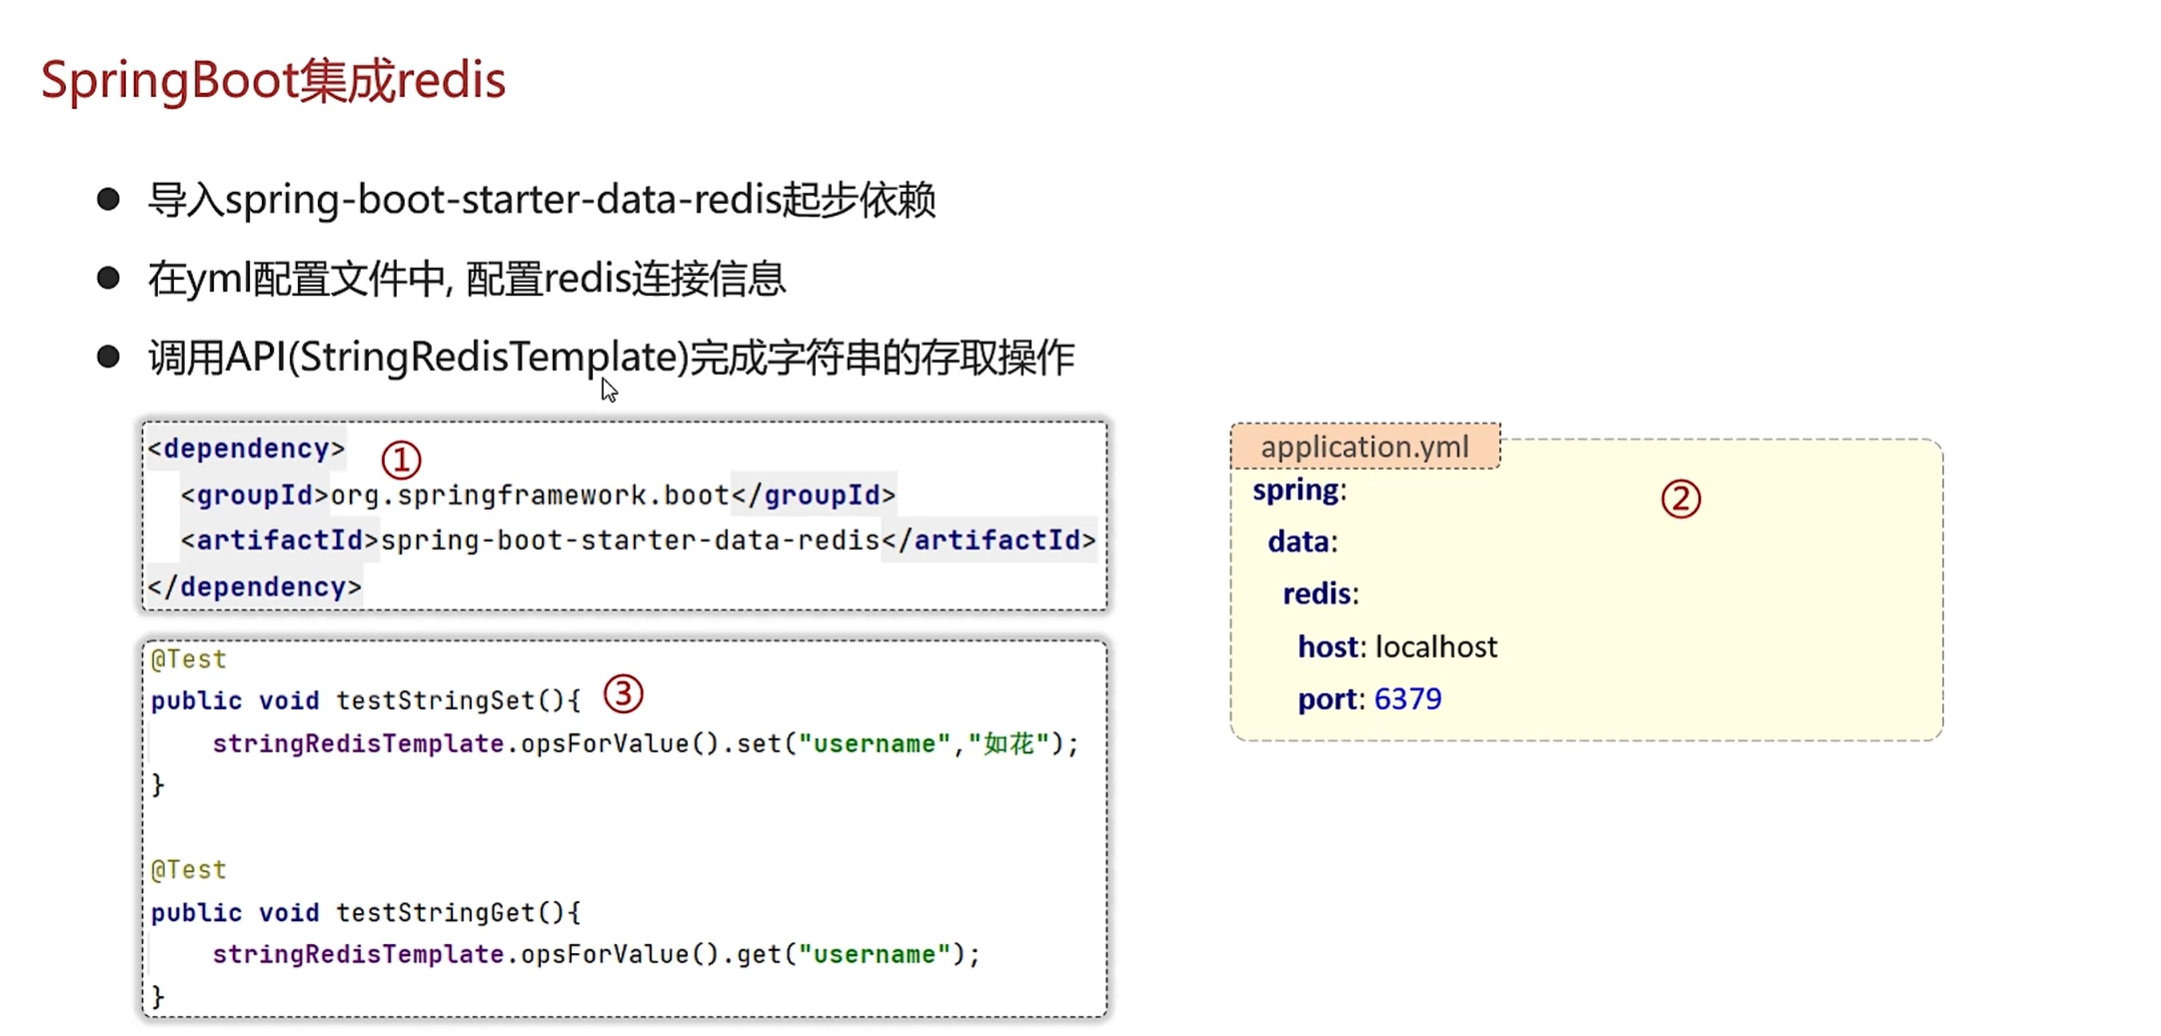 SpringBoot集成redis
● 导入spring-boot-starter-data-redis起步依赖
● 在yml配置文件中, 配置redis连接信息
● 调用API(StringRedisTemplate)完成字符串的存取操作
<dependency> ①
<groupId>org.springframework.boot</groupId>
<artifactId>spring-boot-starter-data-redis</artifactId>
</dependency>
@Test
public void testStringSet(){ ③
stringRedisTemplate.opsForValue().set("username","如花");
}
@Test
public void testStringGet(){
stringRedisTemplate.opsForValue().get("username");
}
application.yml
spring: ②
data:
redis:
host: localhost
port: 6379